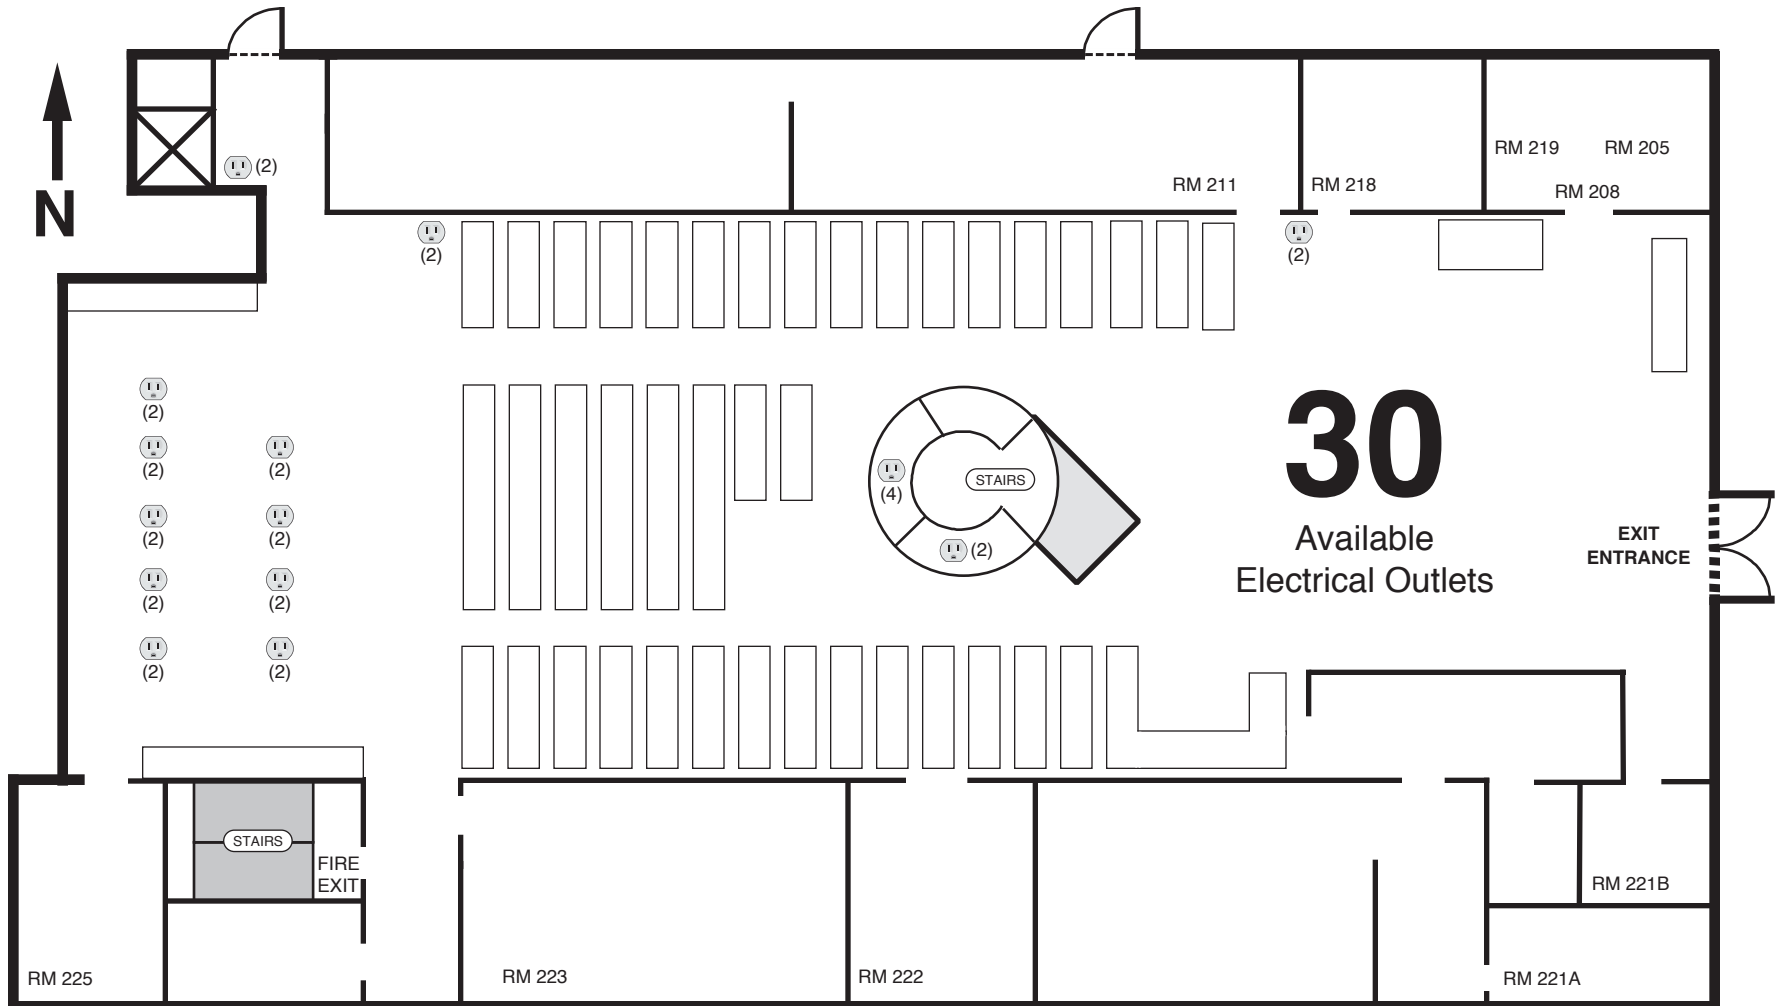 N
(2)
RM 219
RM 205
RM 211
RM 218
RM 208
(2)
(2)
(2)
(2)
(2)
(2)
(2)
(2)
(2)
(2)
(2)
(4)
STAIRS
(2)
30
Available
Electrical Outlets
EXIT
ENTRANCE
STAIRS
FIRE
EXIT
RM 221B
RM 225
RM 223
RM 222
RM 221A